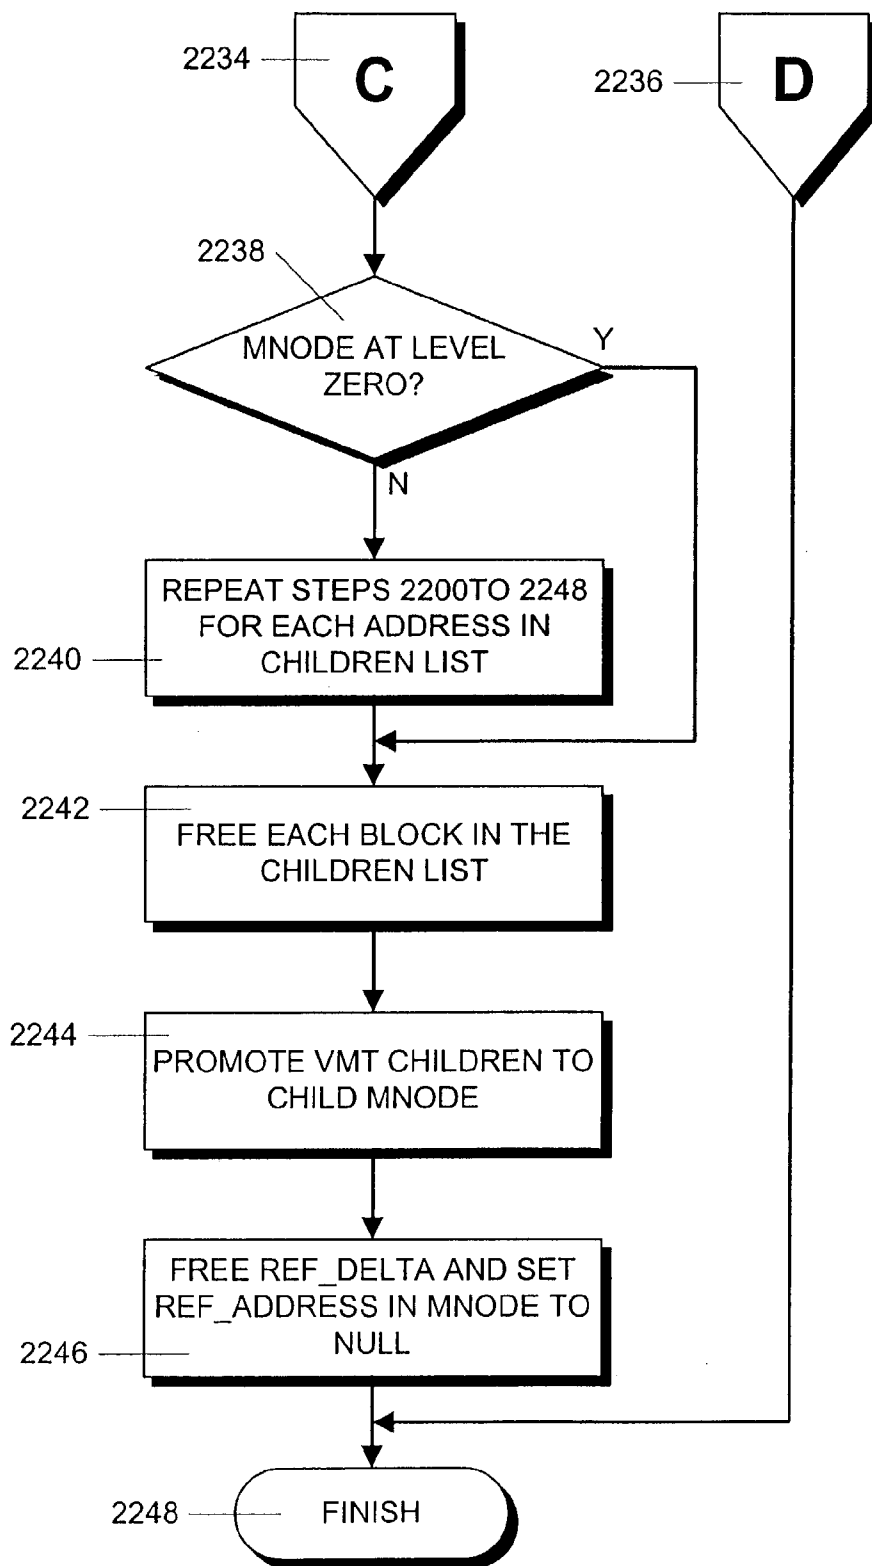 2234
C
2236
D
2238
MNODE AT LEVEL
ZERO?
Y
N
REPEAT STEPS 2200TO 2248
FOR EACH ADDRESS IN
CHILDREN LIST
2240
2242
FREE EACH BLOCK IN THE
CHILDREN LIST
2244
PROMOTE VMT CHILDREN TO
CHILD MNODE
FREE REF_DELTA AND SET
REF_ADDRESS IN MNODE TO
NULL
2246
2248
FINISH